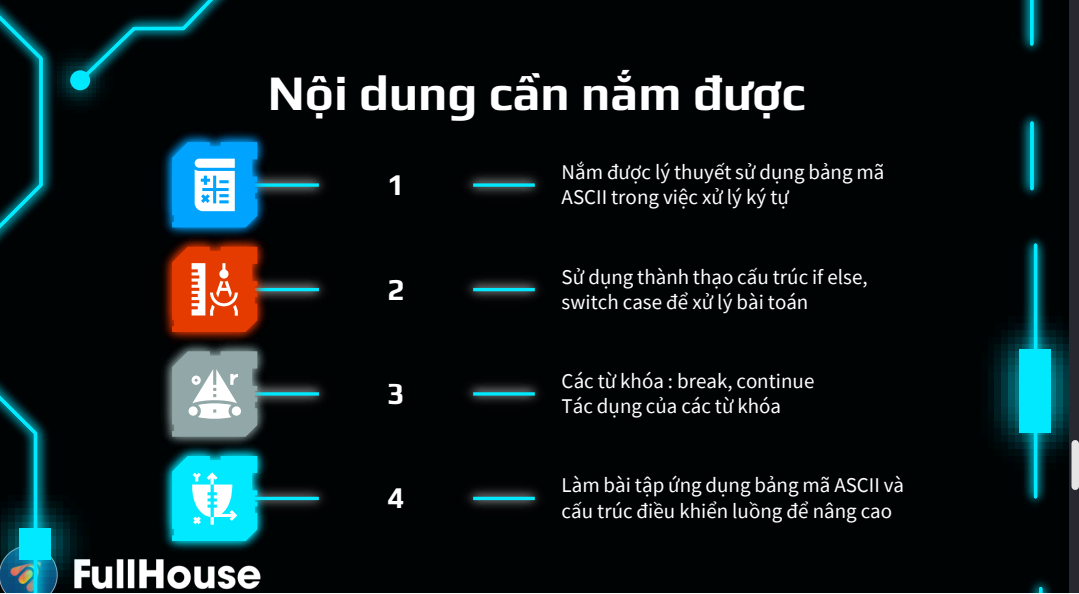 Nội dung cần nắm được
1
Nắm được lý thuyết sử dụng bảng mã
ASCII trong việc xử lý ký tự
2
Sử dụng thành thạo cấu trúc if else,
switch case để xử lý bài toán
3
Các từ khóa : break, continue
Tác dụng của các từ khóa
4
Làm bài tập ứng dụng bảng mã ASCII và
cấu trúc điều khiển luồng để nâng cao
FullHouse